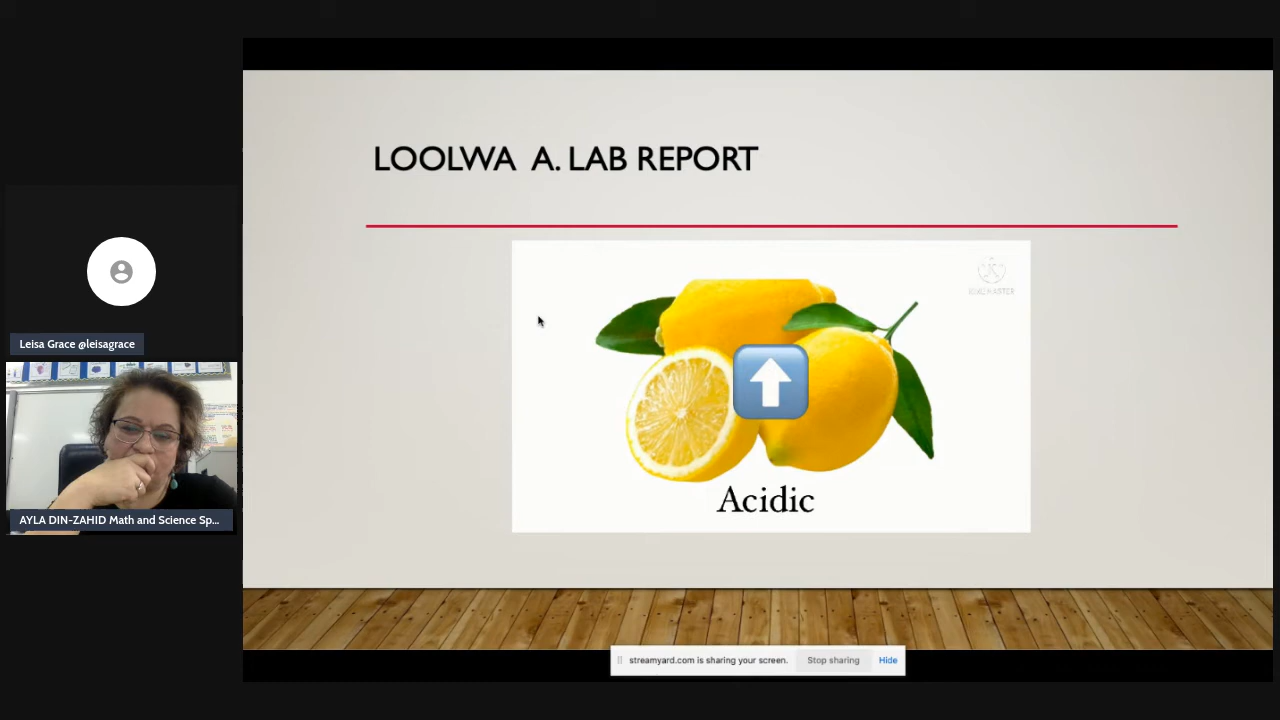 LOOLWA A. LAB REPORT
Acidic
Leisa Grace @leisagrace
AYLA DIN-ZAHID Math and Science Sp...
streamyard.com is sharing your screen. Stop sharing Hide